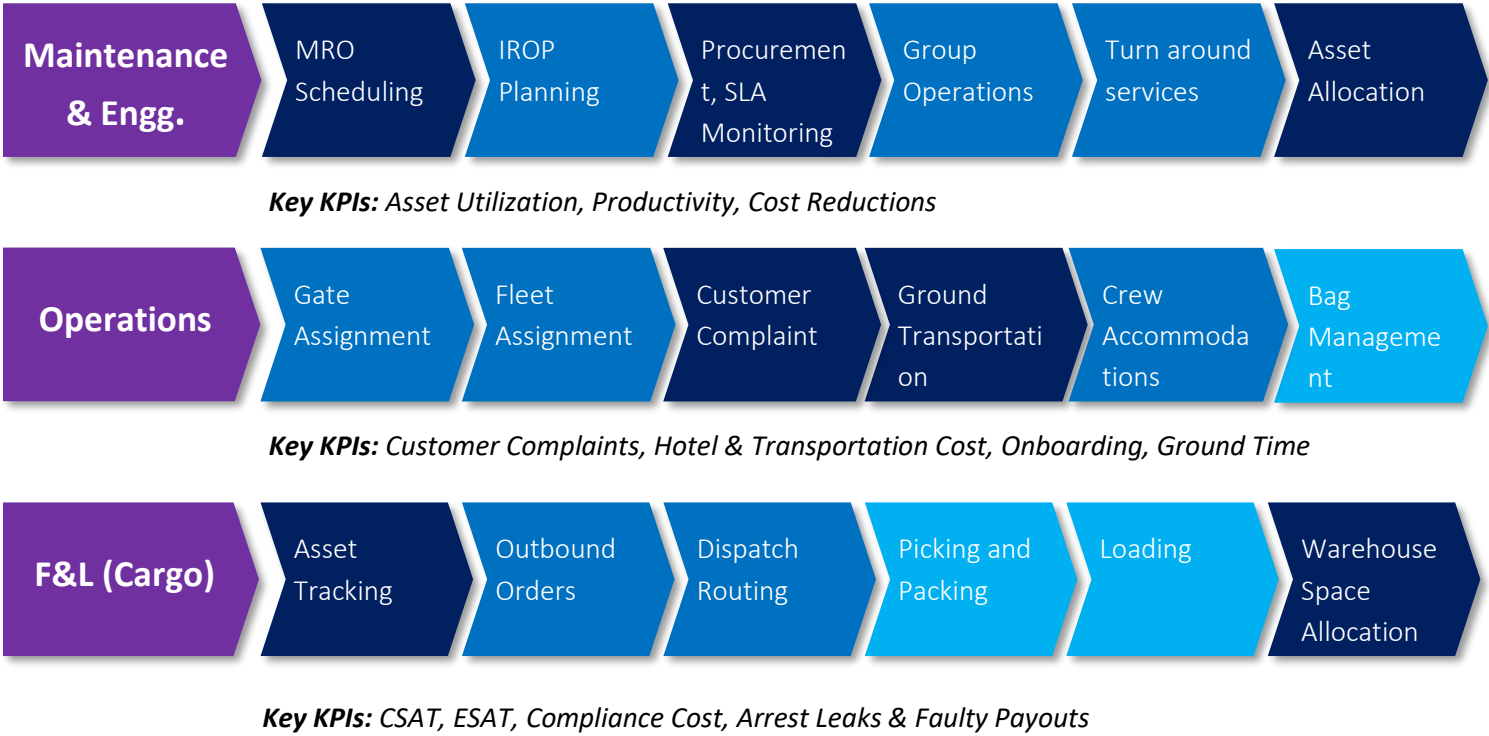 Maintenance
& Engg.
MRO
Scheduling
IROP
Planning
Procuremen
t, SLA
Monitoring
Group
Operations
Turn around
services
Asset
Allocation
Key KPIs: Asset Utilization, Productivity, Cost Reductions
Operations
Gate
Assignment
Fleet
Assignment
Customer
Complaint
Ground
Transportati
on
Crew
Accommoda
tions
Bag
Manageme
nt
Key KPIs: Customer Complaints, Hotel & Transportation Cost, Onboarding, Ground Time
F&L (Cargo)
Asset
Tracking
Outbound
Orders
Dispatch
Routing
Picking and
Packing
Loading
Warehouse
Space
Allocation
Key KPIs: CSAT, ESAT, Compliance Cost, Arrest Leaks & Faulty Payouts